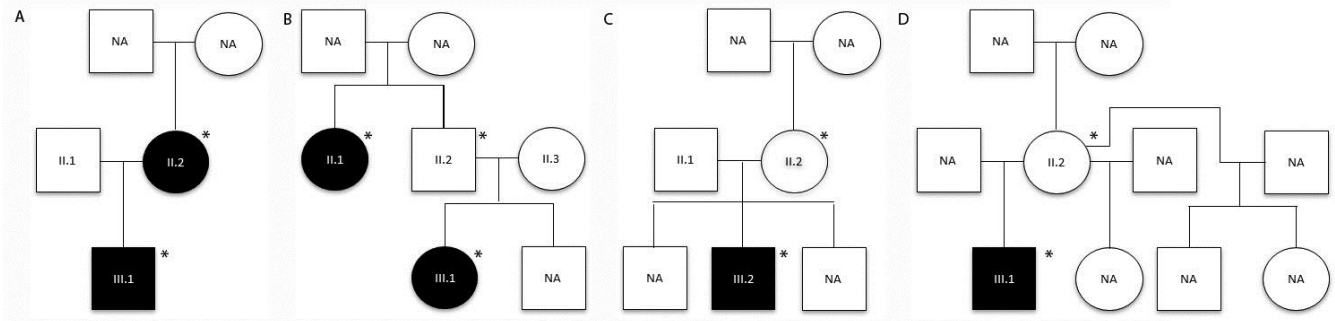 A
NA NA
II.1 II.2 *
III.1 *
B
NA NA
II.1 * II.2 * II.3
III.1 * NA
C
NA NA
II.1 II.2 *
NA III.2 * NA
D
NA NA
NA II.2 * NA NA
III.1 * NA NA NA